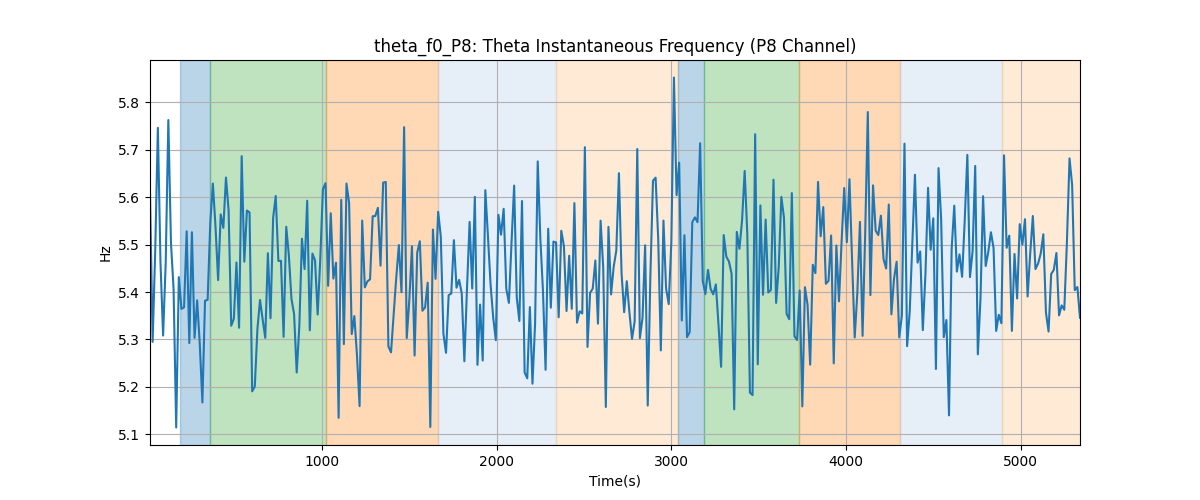 theta_f0_P8: Theta Instantaneous Frequency (P8 Channel)
5.8
5.7
5.6
5.5
5.4
5.3
5.2
5.1
Hz
1000 2000 3000 4000 5000
Time(s)